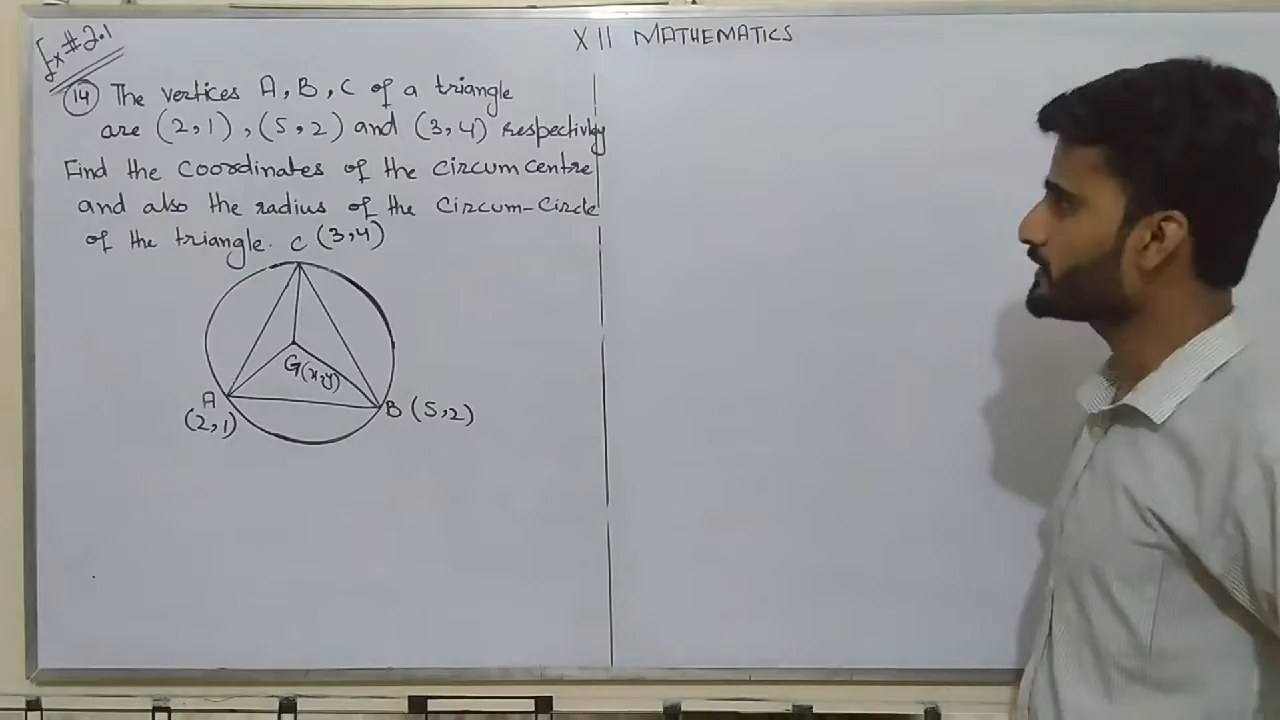 Ex # 2.1
XII MATHEMATICS
14 The vertices A, B, C of a triangle
are (2,1), (5,2) and (3,4) respectivley
Find the coordinates of the circumcentre
and also the radius of the circum-circle
of the triangle.
C (3,4)
G(x,y)
A
(2,1)
B (5,2)